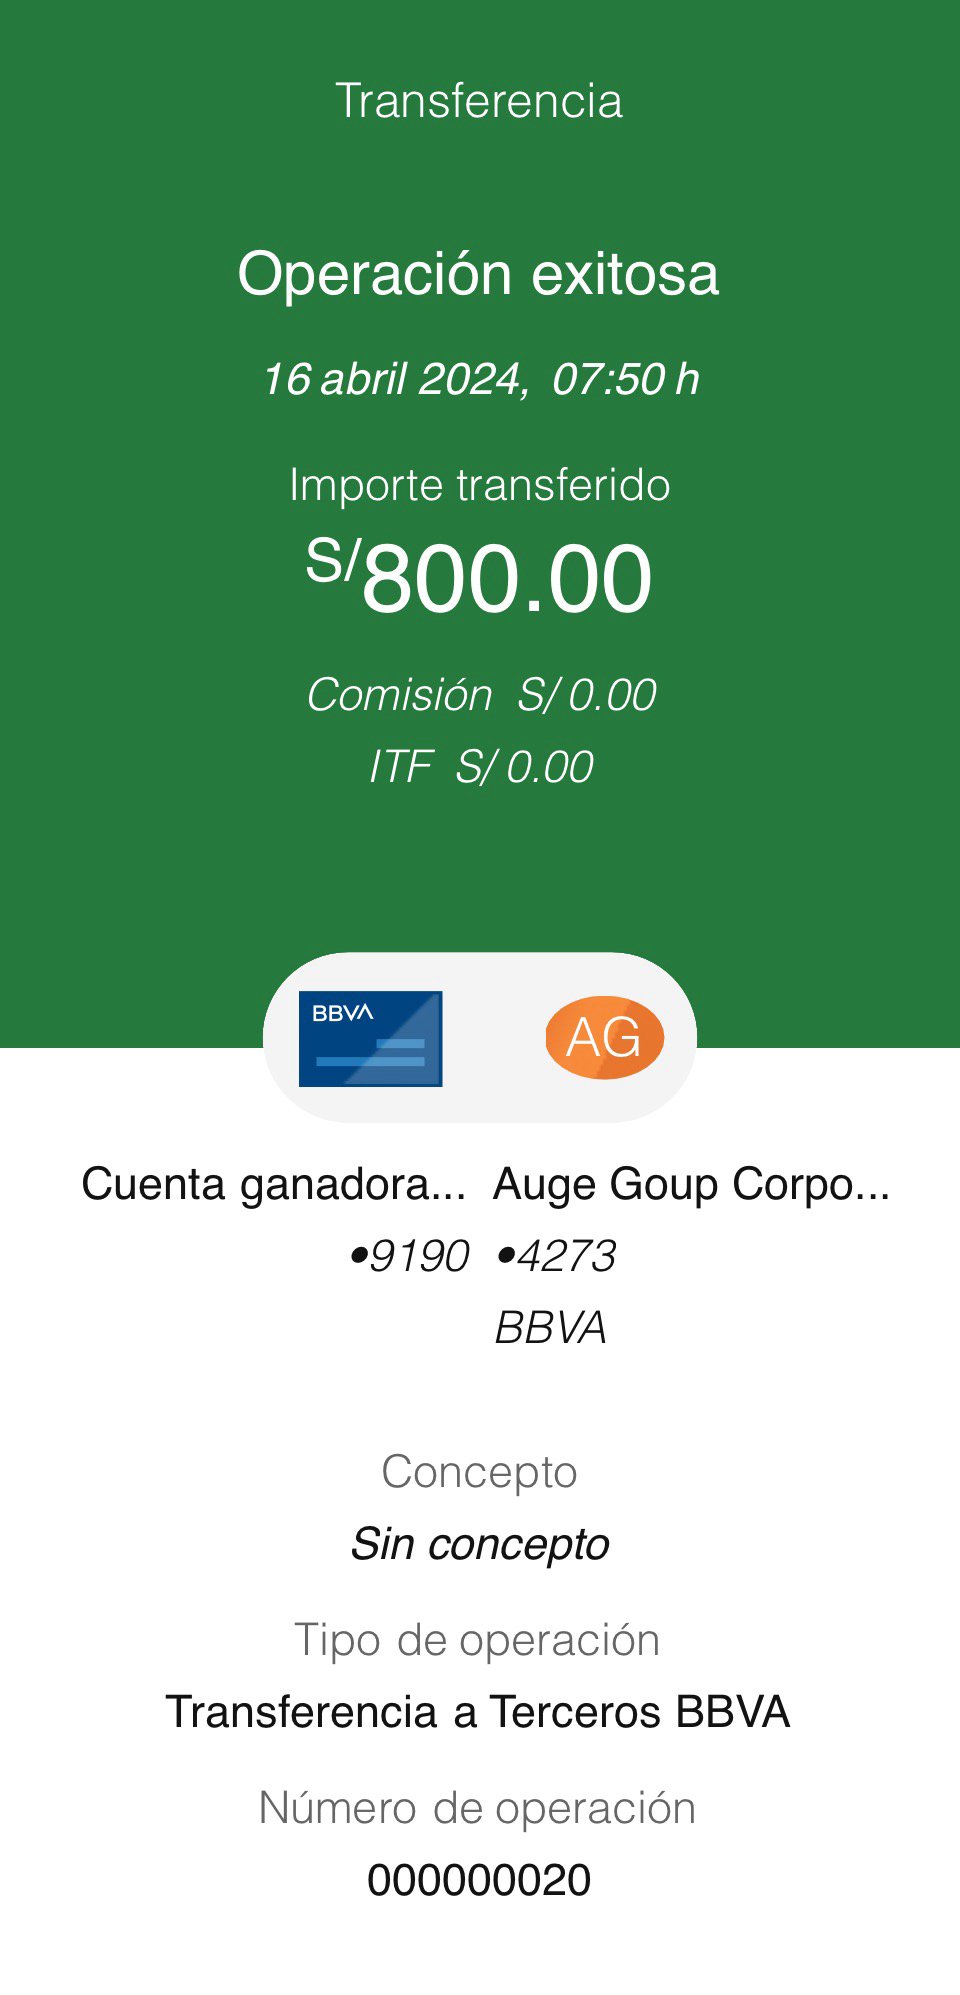 Transferencia
Operación exitosa
16 abril 2024, 07:50 h
Importe transferido
S/800.00
Comisión S/ 0.00
ITF S/ 0.00
BBVA
AG
Cuenta ganadora... Auge Goup Corpo...
•9190 •4273
BBVA
Concepto
Sin concepto
Tipo de operación
Transferencia a Terceros BBVA
Número de operación
000000020